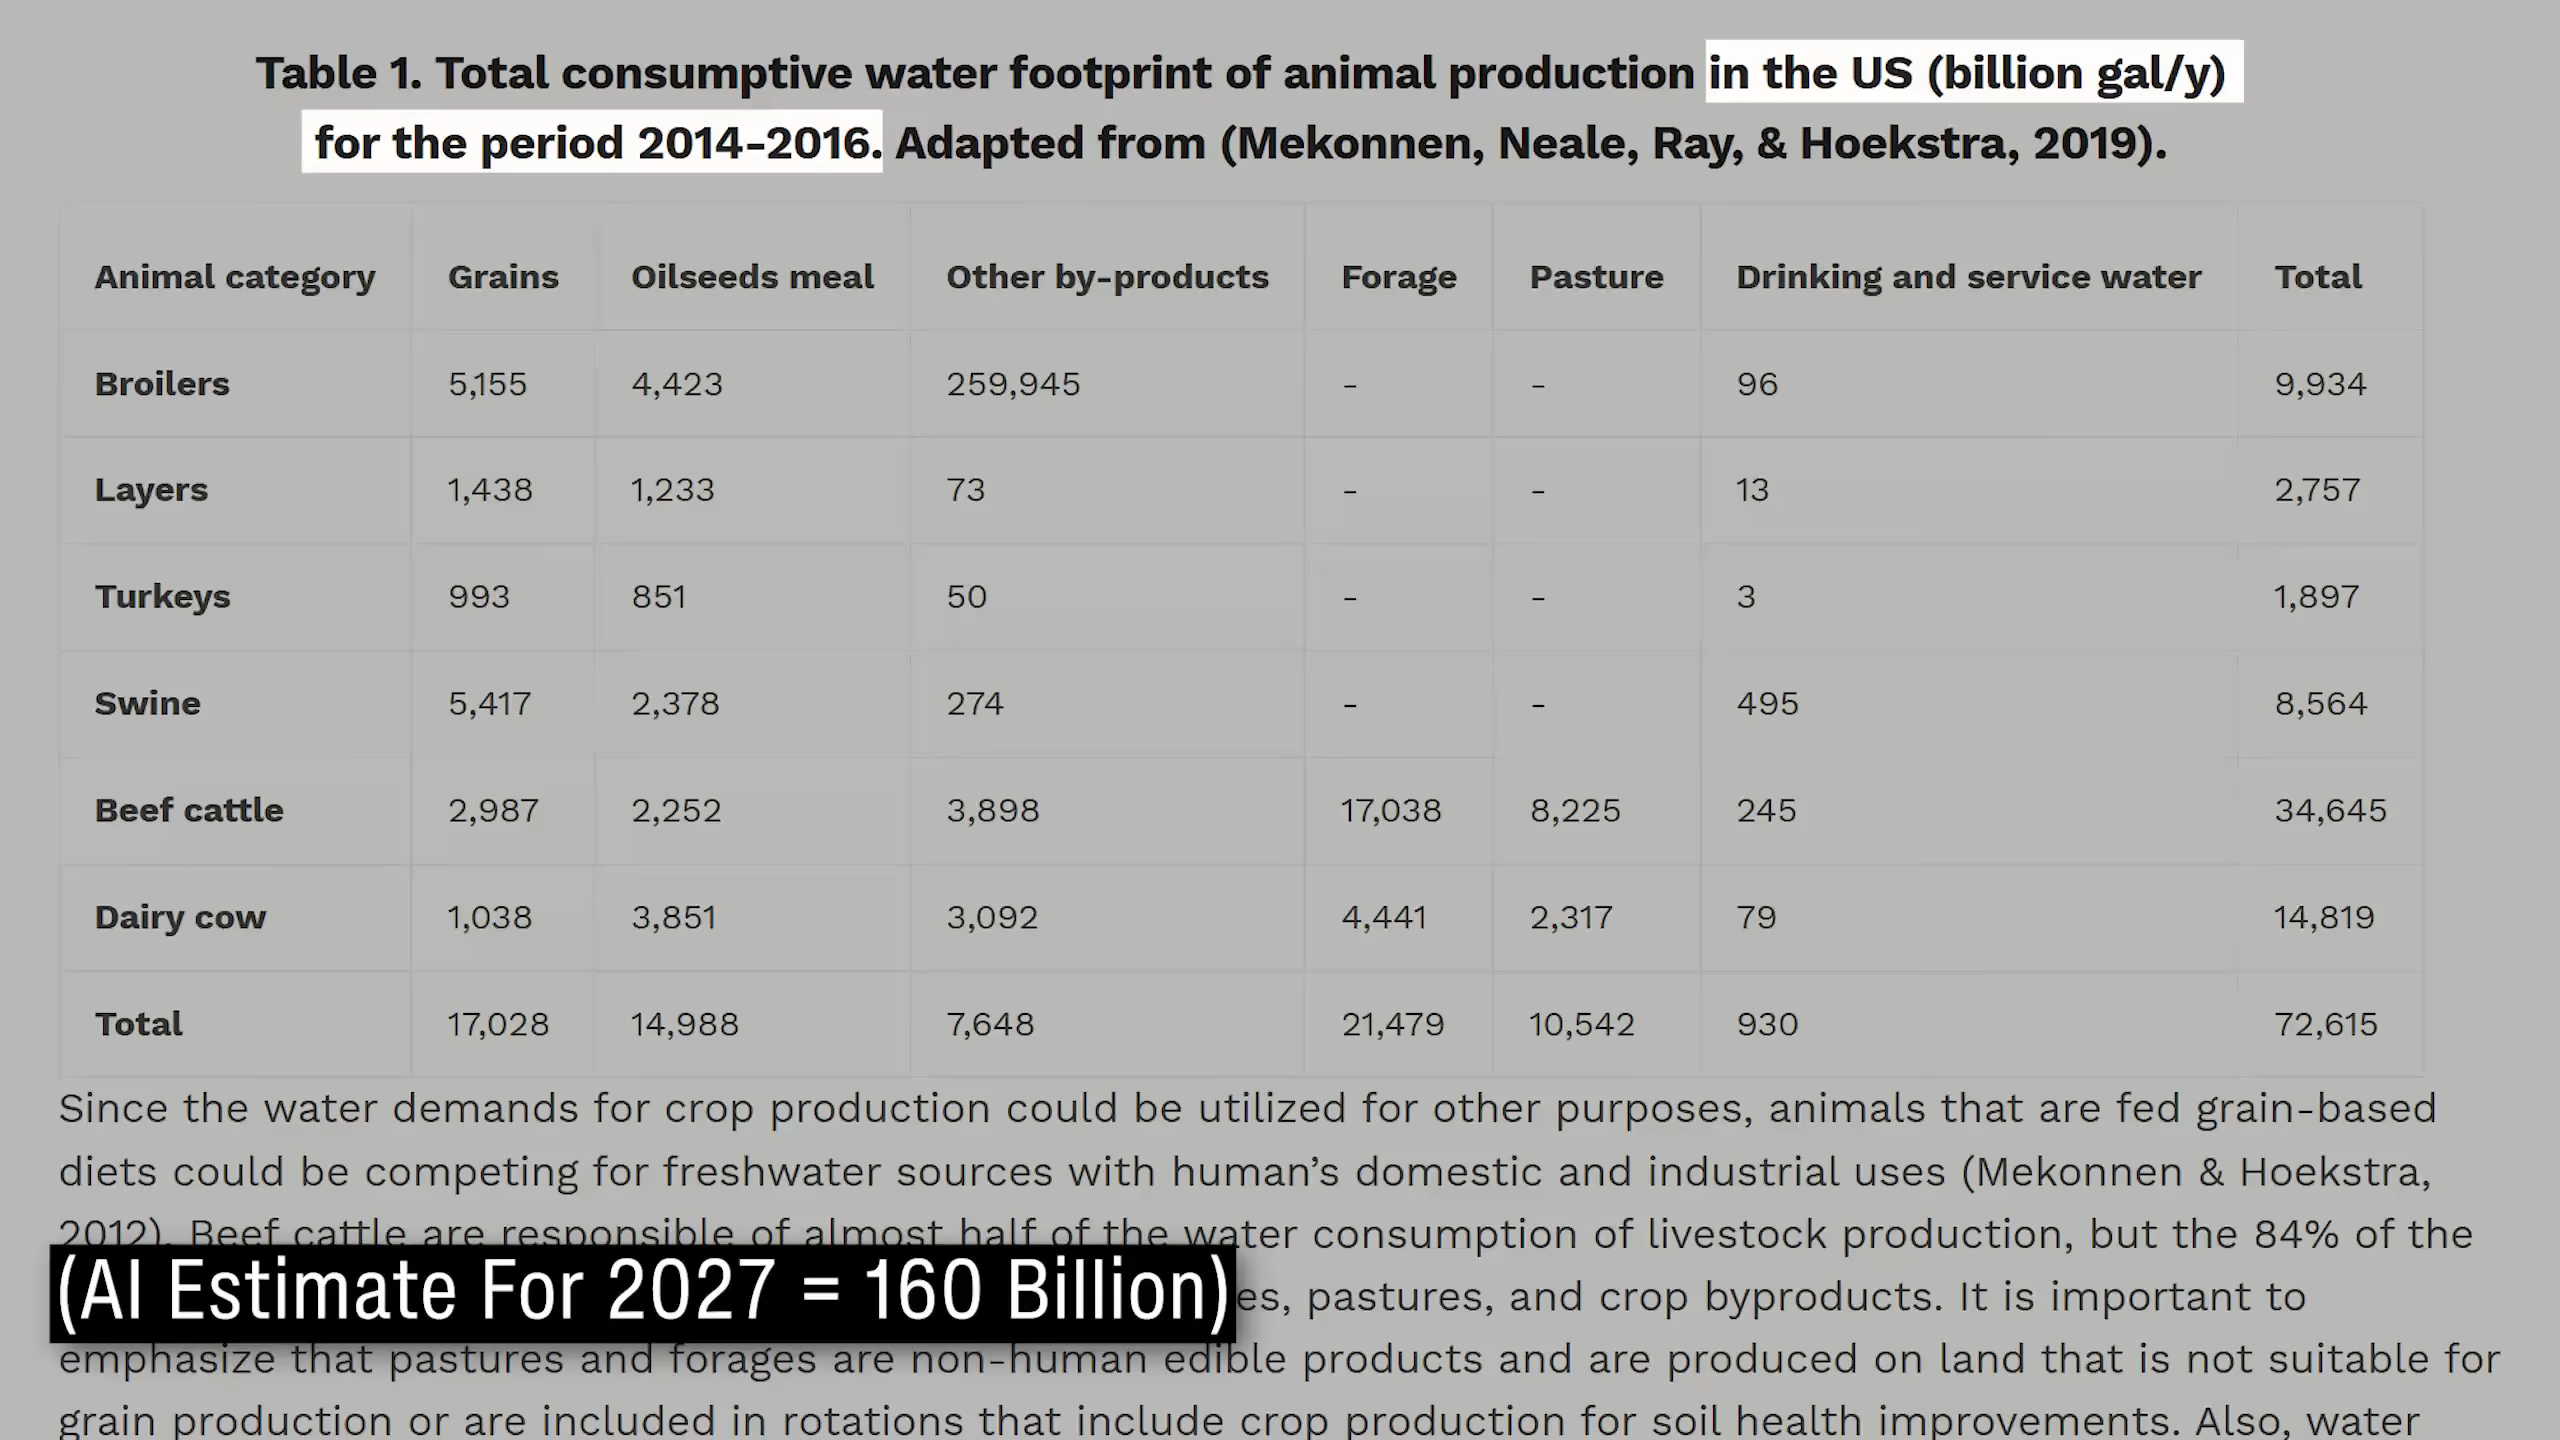 Table 1. Total consumptive water footprint of animal production in the US (billion gal/y)
for the period 2014-2016. Adapted from (Mekonnen, Neale, Ray, & Hoekstra, 2019).
Animal category Grains Oilseeds meal Other by-products Forage Pasture Drinking and service water Total
Broilers 5,155 4,423 259,945 - - 96 9,934
Layers 1,438 1,233 73 - - 13 2,757
Turkeys 993 851 50 - - 3 1,897
Swine 5,417 2,378 274 - - 495 8,564
Beef cattle 2,987 2,252 3,898 17,038 8,225 245 34,645
Dairy cow 1,038 3,851 3,092 4,441 2,317 79 14,819
Total 17,028 14,988 7,648 21,479 10,542 930 72,615
Since the water demands for crop production could be utilized for other purposes, animals that are fed grain-based
diets could be competing for freshwater sources with human’s domestic and industrial uses (Mekonnen & Hoekstra,
2012). Beef cattle are responsible of almost half of the water consumption of livestock production, but the 84% of the
(AI Estimate For 2027 = 160 Billion)
es, pastures, and crop byproducts. It is important to
emphasize that pastures and forages are non-human edible products and are produced on land that is not suitable for
grain production or are included in rotations that include crop production for soil health improvements. Also, water